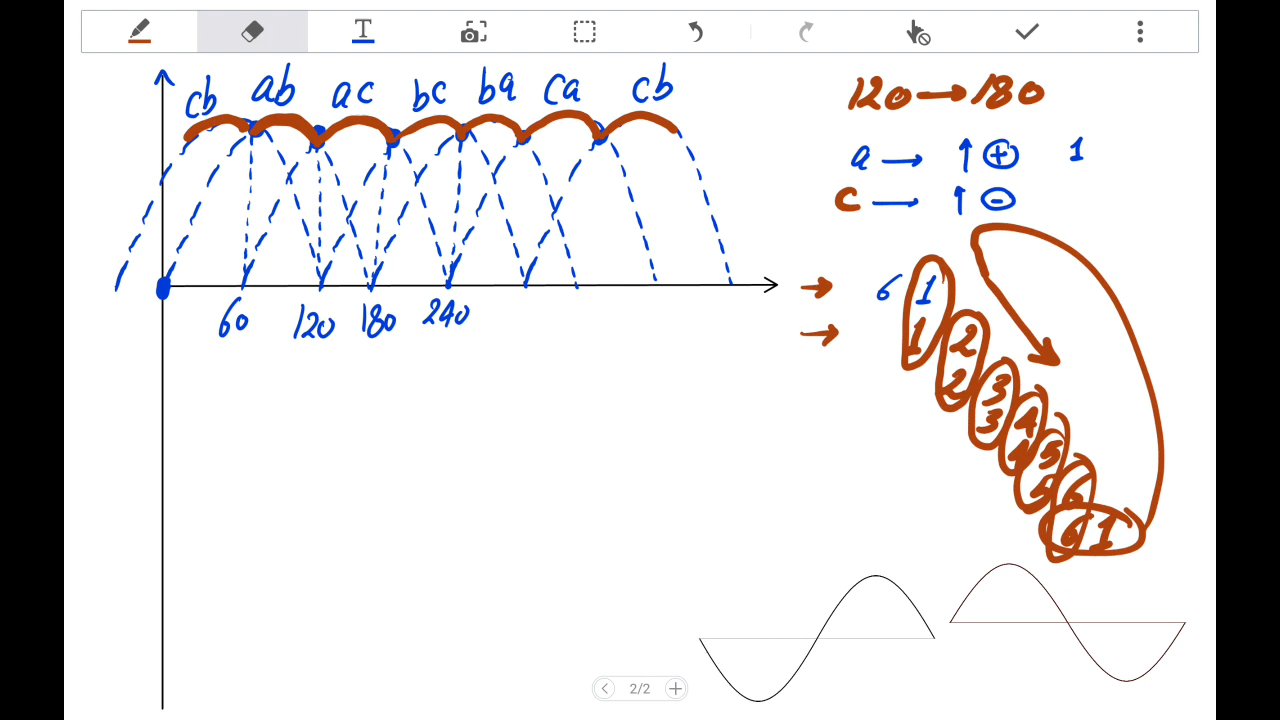 T
cb ab ac bc ba ca cb
60 120 180 240
120 → 180
a → ↑ ⊕ 1
c → ↑ ⊖
→ 6 1
→ 1 2
2 3
3 4
4 5
5 6
6 1
2/2